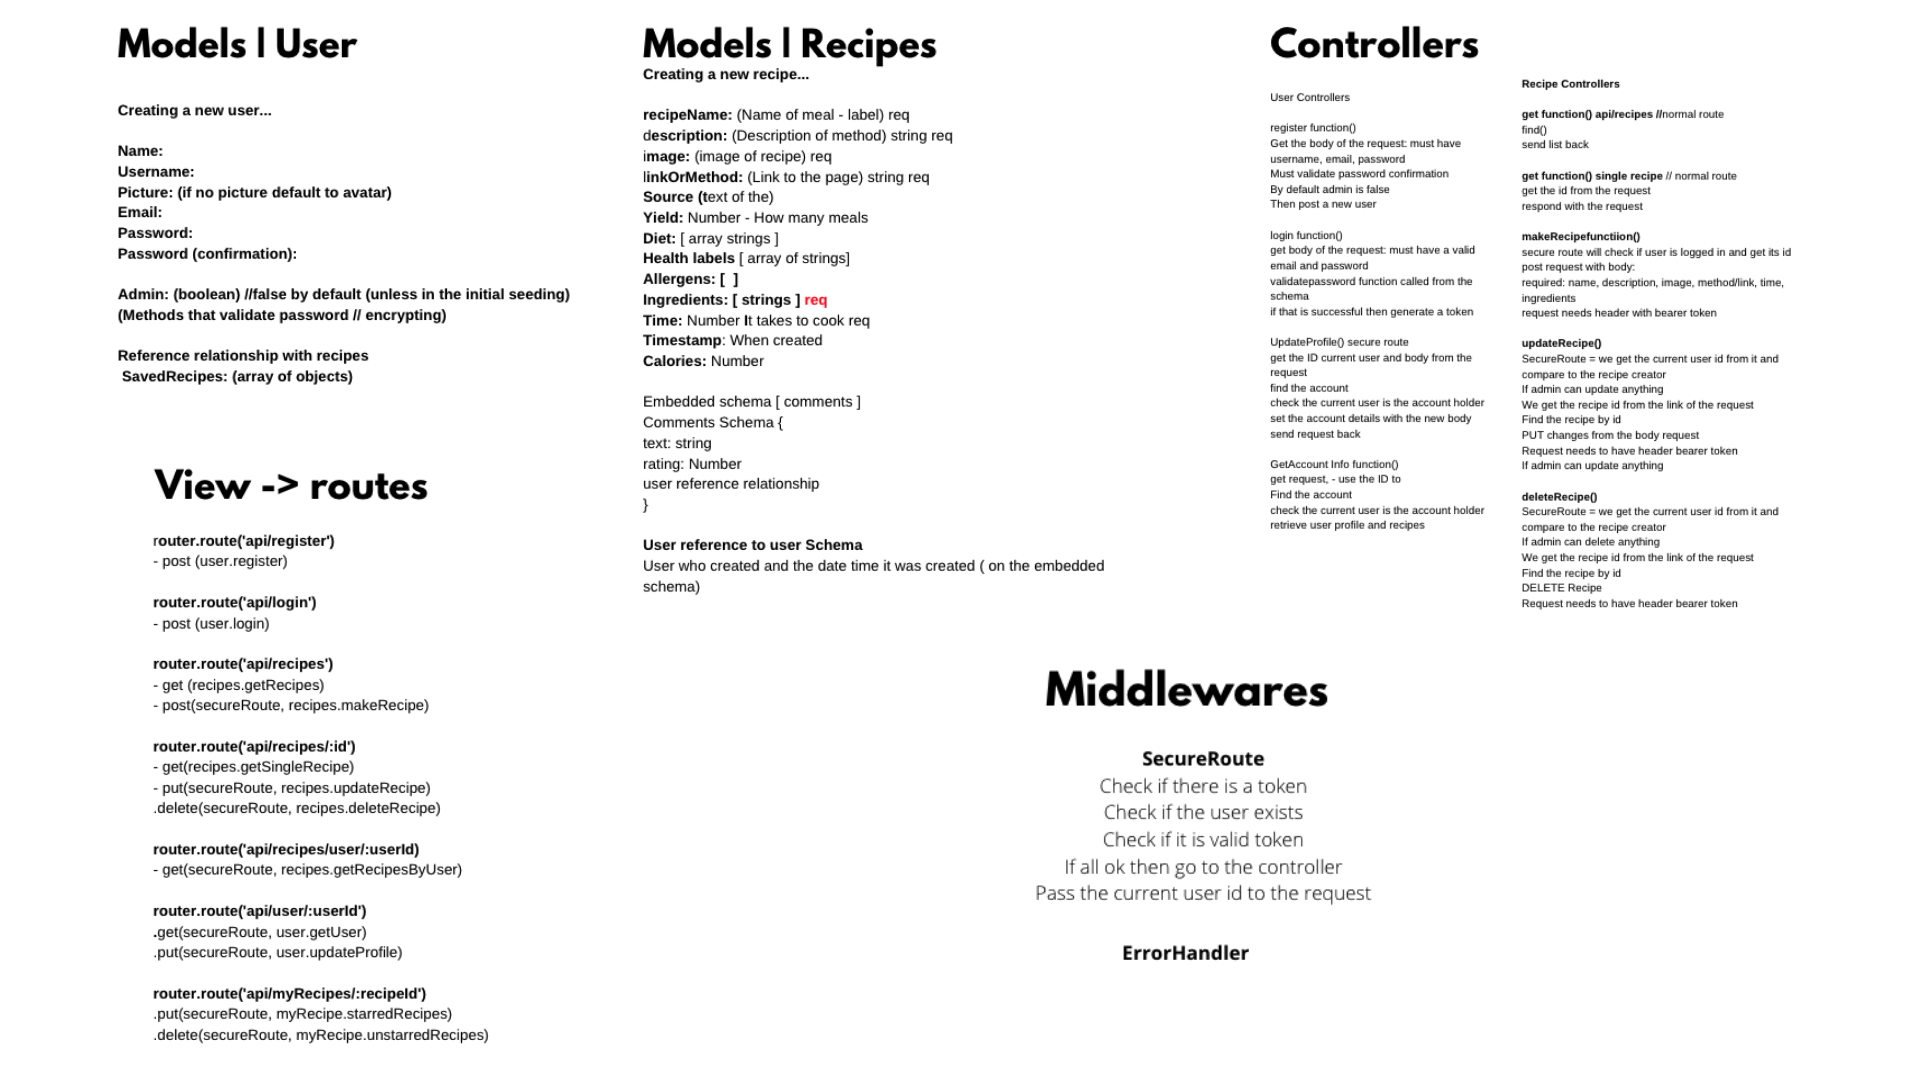 Models | User
Creating a new user...
Name:
Username:
Picture: (if no picture default to avatar)
Email:
Password:
Password (confirmation):
Admin: (boolean) //false by default (unless in the initial seeding)
(Methods that validate password // encrypting)
Reference relationship with recipes
SavedRecipes: (array of objects)
View -> routes
router.route('api/register')
- post (user.register)
router.route('api/login')
- post (user.login)
router.route('api/recipes')
- get (recipes.getRecipes)
- post(secureRoute, recipes.makeRecipe)
router.route('api/recipes/:id')
- get(recipes.getSingleRecipe)
- put(secureRoute, recipes.updateRecipe)
.delete(secureRoute, recipes.deleteRecipe)
router.route('api/recipes/user/:userId)
- get(secureRoute, recipes.getRecipesByUser)
router.route('api/user/:userId')
.get(secureRoute, user.getUser)
.put(secureRoute, user.updateProfile)
router.route('api/myRecipes/:recipeId')
.put(secureRoute, myRecipe.starredRecipes)
.delete(secureRoute, myRecipe.unstarredRecipes)
Models | Recipes
Creating a new recipe...
recipeName: (Name of meal - label) req
description: (Description of method) string req
image: (image of recipe) req
linkOrMethod: (Link to the page) string req
Source (text of the)
Yield: Number - How many meals
Diet: [ array strings ]
Health labels [ array of strings]
Allergens: [  ]
Ingredients: [ strings ] req
Time: Number It takes to cook req
Timestamp: When created
Calories: Number
Embedded schema [ comments ]
Comments Schema {
text: string
rating: Number
user reference relationship
}
User reference to user Schema
User who created and the date time it was created ( on the embedded
schema)
Controllers
User Controllers
register function()
Get the body of the request: must have
username, email, password
Must validate password confirmation
By default admin is false
Then post a new user
login function()
get body of the request: must have a valid
email and password
validatepassword function called from the
schema
if that is successful then generate a token
UpdateProfile() secure route
get the ID current user and body from the
request
find the account
check the current user is the account holder
set the account details with the new body
send request back
GetAccount Info function()
get request, - use the ID to
Find the account
check the current user is the account holder
retrieve user profile and recipes
Recipe Controllers
get function() api/recipes //normal route
find()
send list back
get function() single recipe // normal route
get the id from the request
respond with the request
makeRecipefunctiion()
secure route will check if user is logged in and get its id
post request with body:
required: name, description, image, method/link, time,
ingredients
request needs header with bearer token
updateRecipe()
SecureRoute = we get the current user id from it and
compare to the recipe creator
If admin can update anything
We get the recipe id from the link of the request
Find the recipe by id
PUT changes from the body request
Request needs to have header bearer token
If admin can update anything
deleteRecipe()
SecureRoute = we get the current user id from it and
compare to the recipe creator
If admin can delete anything
We get the recipe id from the link of the request
Find the recipe by id
DELETE Recipe
Request needs to have header bearer token
Middlewares
SecureRoute
Check if there is a token
Check if the user exists
Check if it is valid token
If all ok then go to the controller
Pass the current user id to the request
ErrorHandler